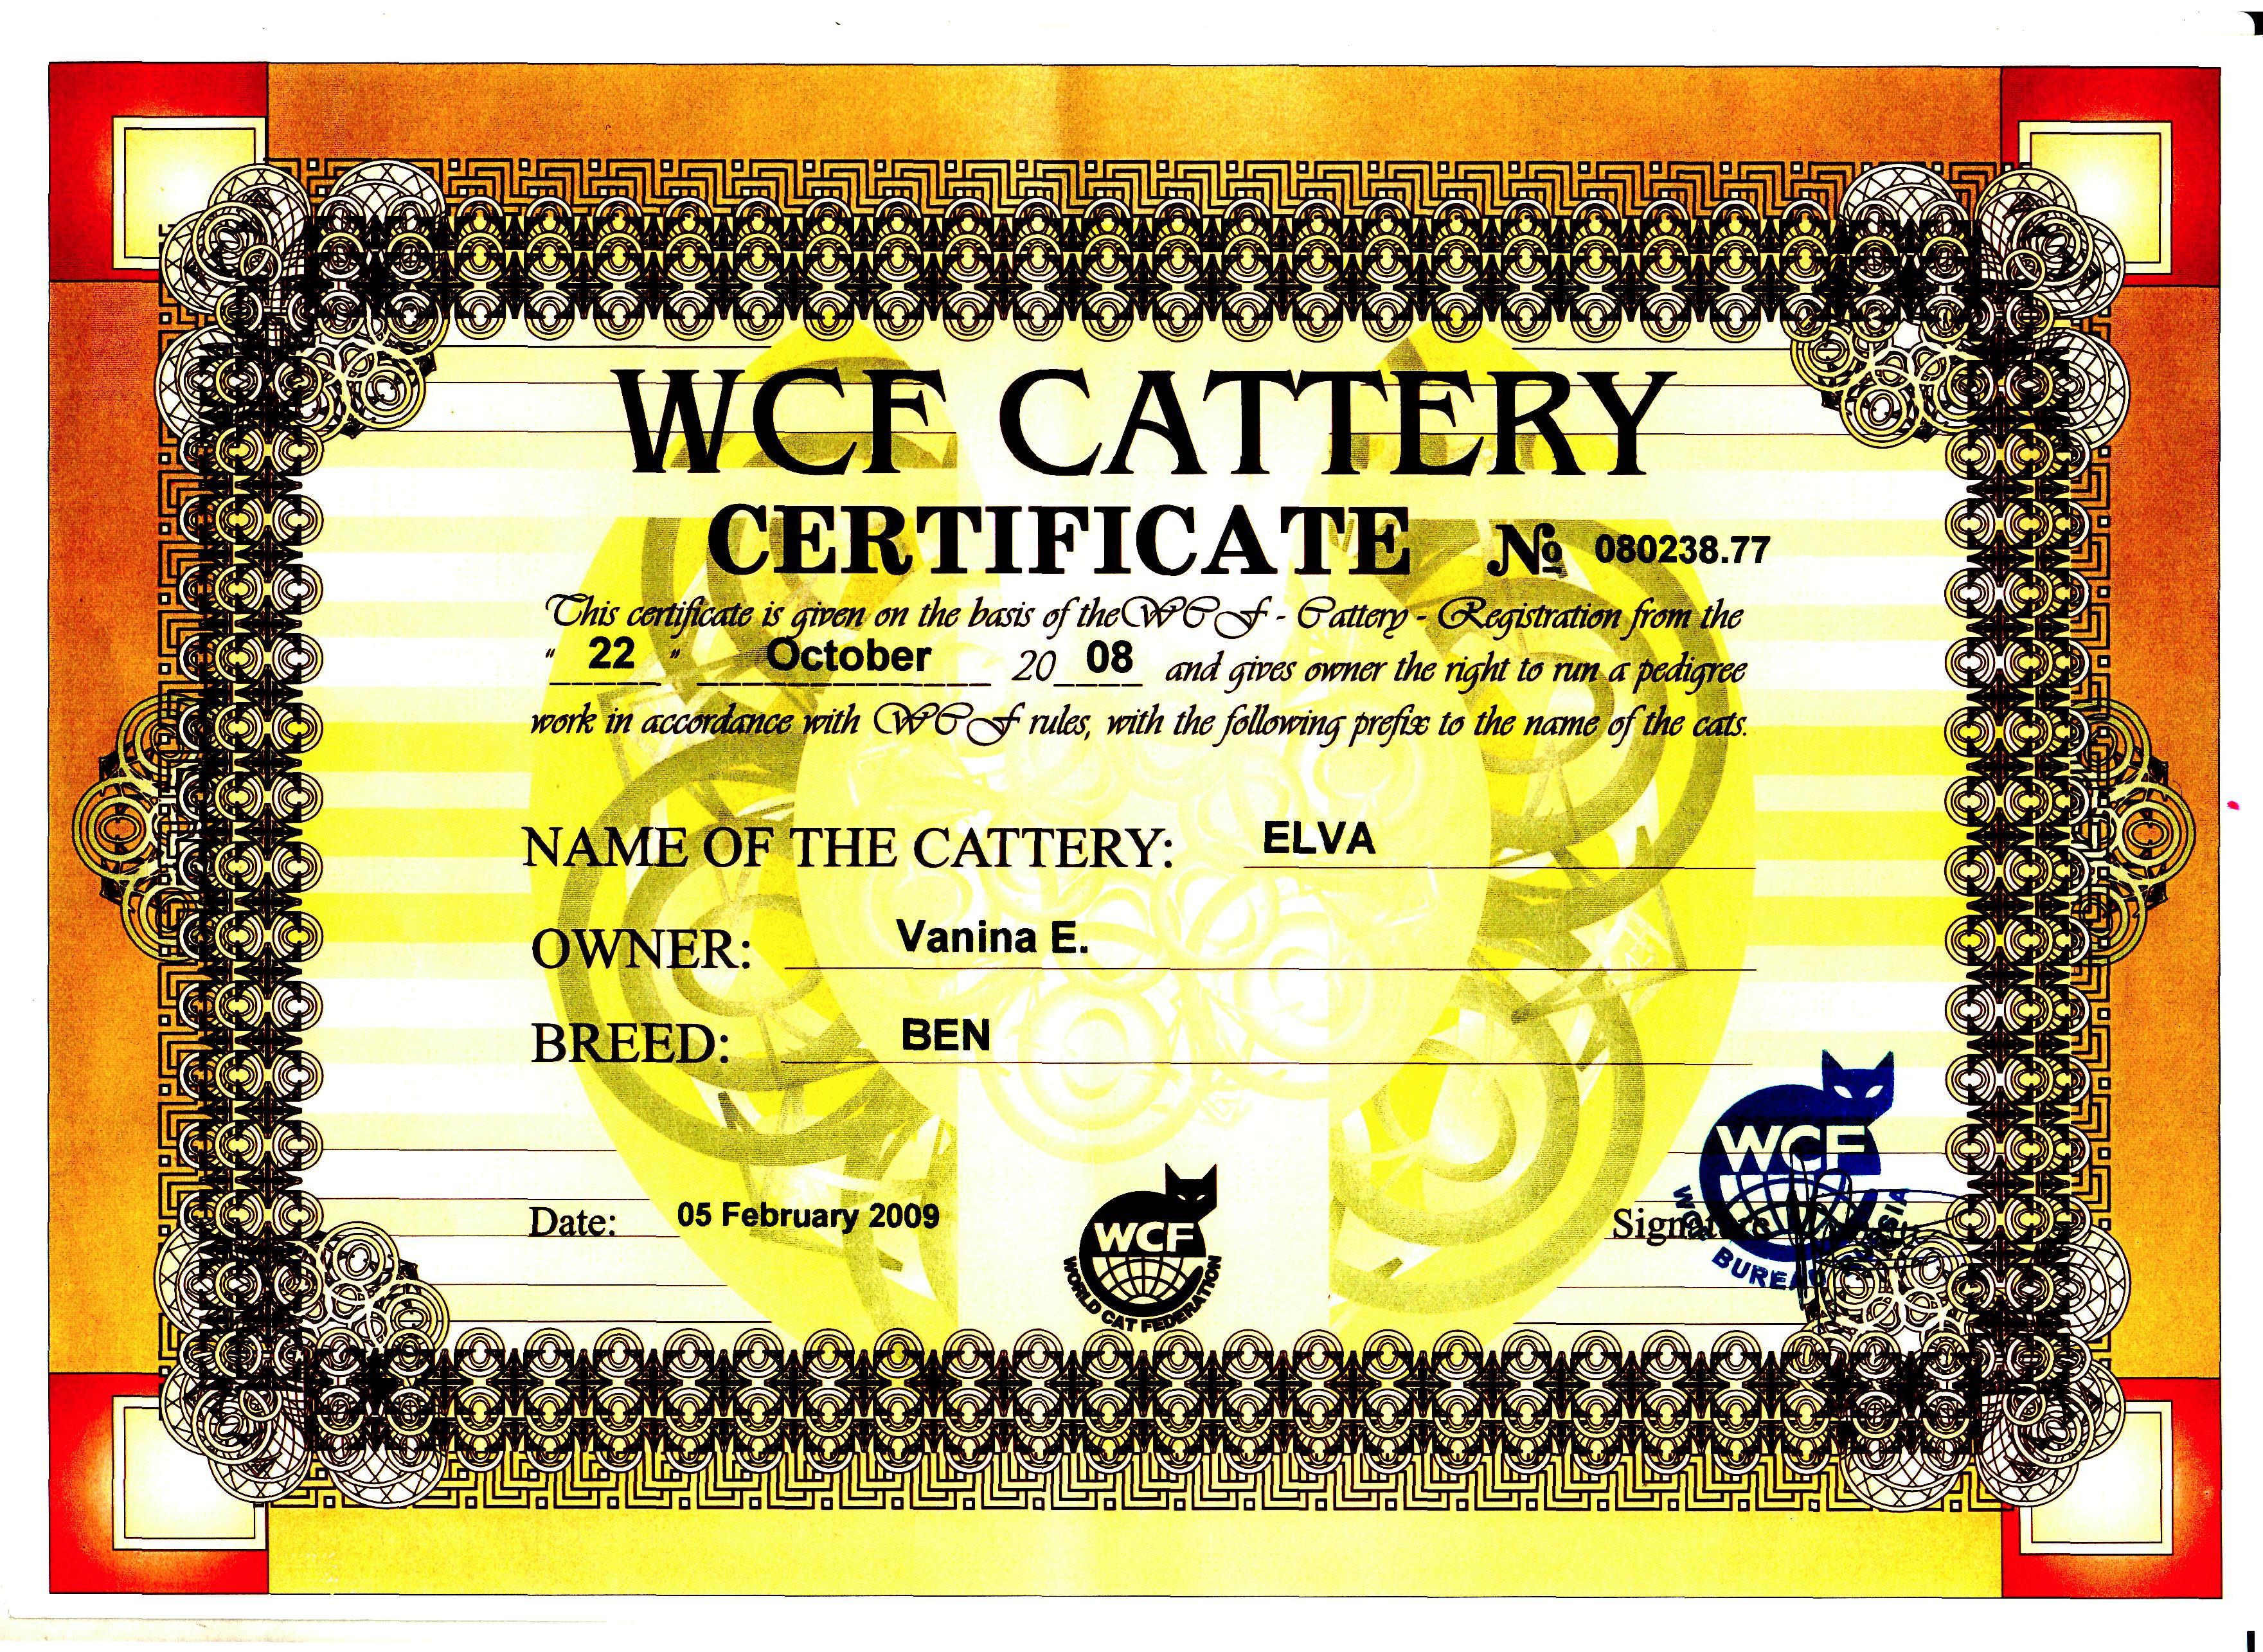 WCF CATTERY
CERTIFICATE № 080238.77
This certificate is given on the basis of the WCF - Cattery - Registration from the
" 22 " October 20 08 and gives owner the right to run a pedigree
work in accordance with WCF rules, with the following prefix to the name of the cats.
NAME OF THE CATTERY: ELVA
OWNER: Vanina E.
BREED: BEN
Date: 05 February 2009
WCF
WORLD CAT FEDERATION
Signature
WCF
BUREAU RUSSIA